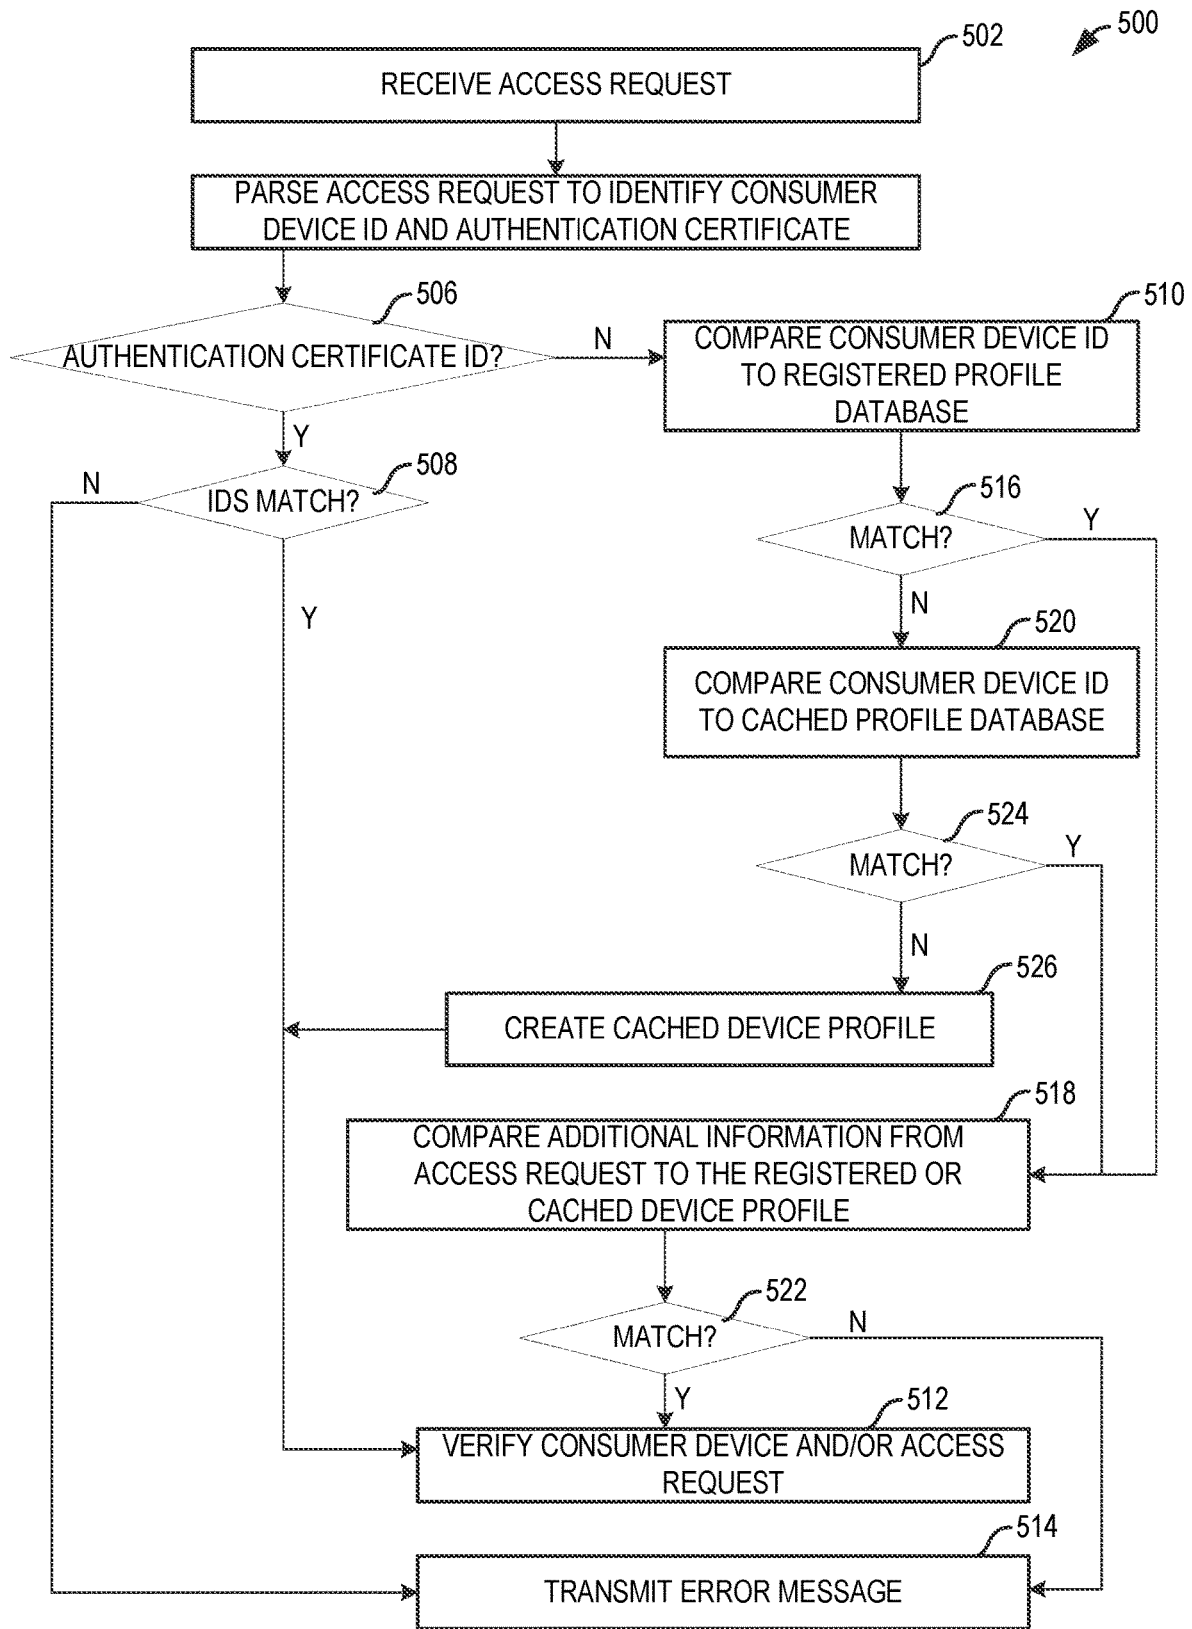 500
502
RECEIVE ACCESS REQUEST
PARSE ACCESS REQUEST TO IDENTIFY CONSUMER
DEVICE ID AND AUTHENTICATION CERTIFICATE
506
AUTHENTICATION CERTIFICATE ID?
N
Y
510
COMPARE CONSUMER DEVICE ID
TO REGISTERED PROFILE
DATABASE
508
IDS MATCH?
N
Y
516
MATCH?
Y
N
520
COMPARE CONSUMER DEVICE ID
TO CACHED PROFILE DATABASE
524
MATCH?
Y
N
526
CREATE CACHED DEVICE PROFILE
518
COMPARE ADDITIONAL INFORMATION FROM
ACCESS REQUEST TO THE REGISTERED OR
CACHED DEVICE PROFILE
522
MATCH?
N
Y
512
VERIFY CONSUMER DEVICE AND/OR ACCESS
REQUEST
514
TRANSMIT ERROR MESSAGE